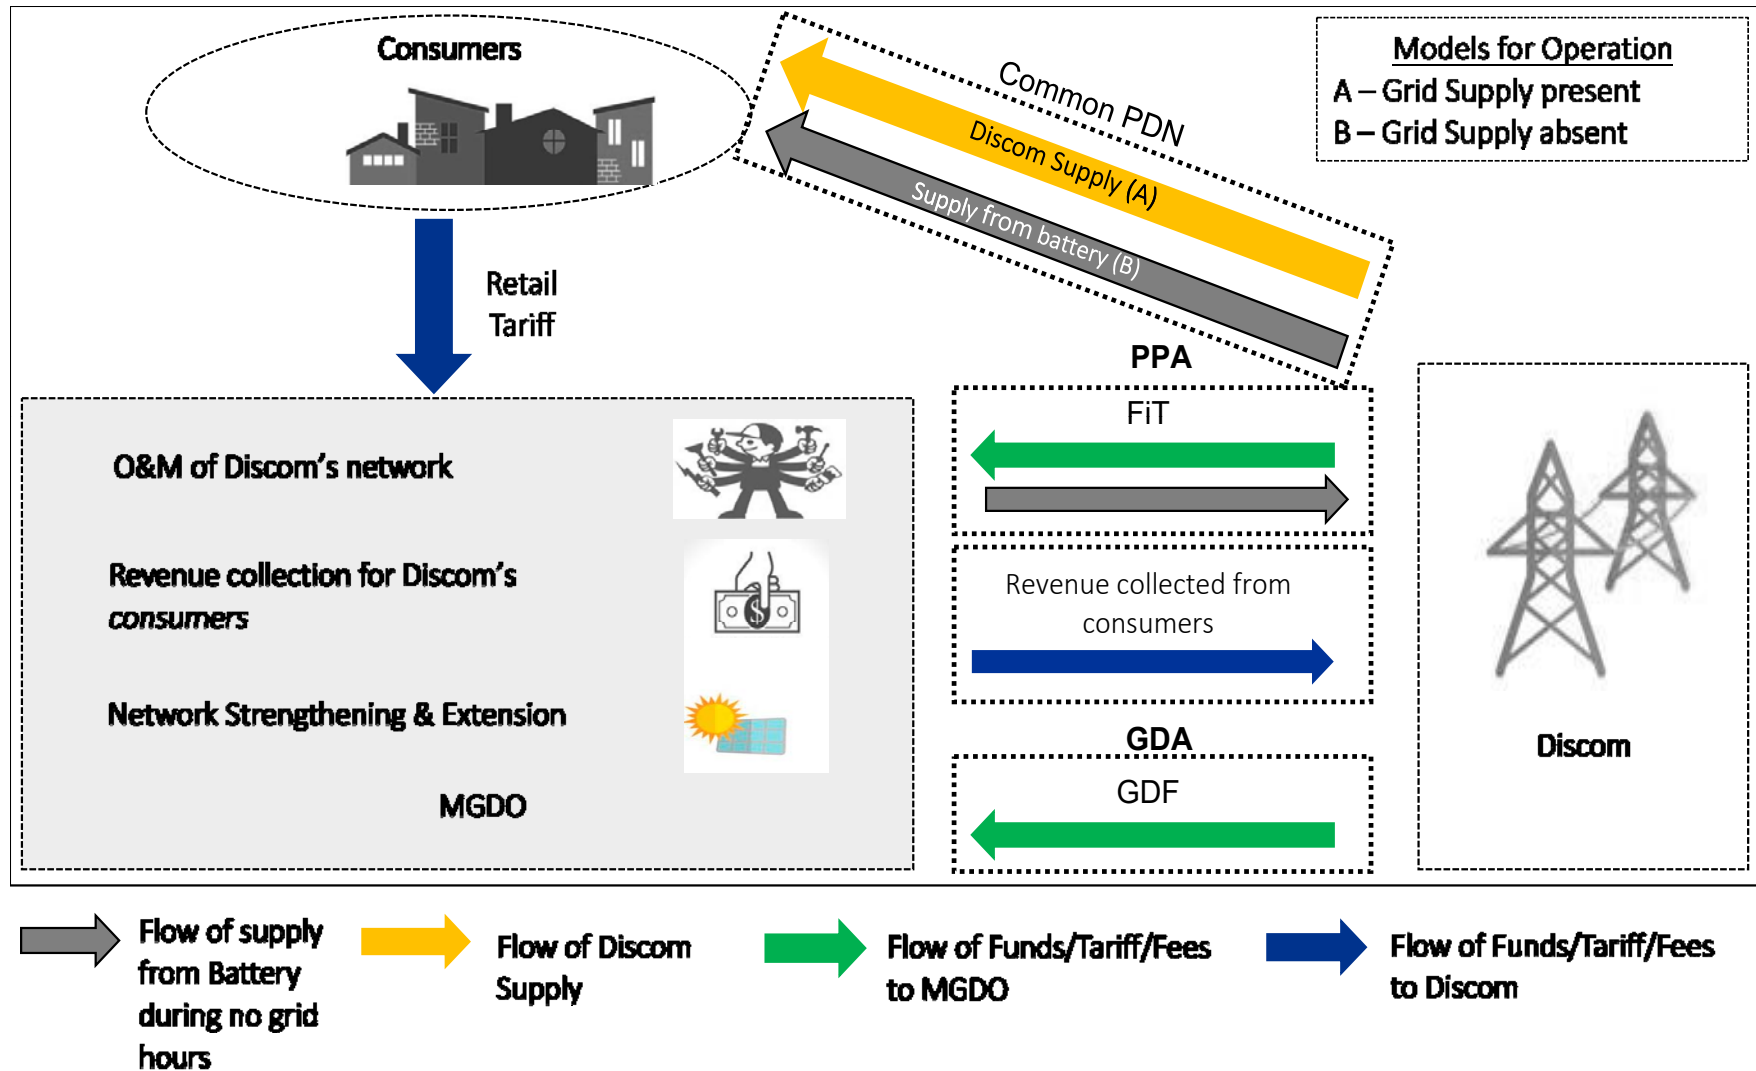 Consumers
Models for Operation
A – Grid Supply present
B – Grid Supply absent
Common PDN
Discom Supply (A)
Supply from battery (B)
Retail
Tariff
PPA
FiT
O&M of Discom's network
Revenue collection for Discom's
consumers
Revenue collected from
consumers
Network Strengthening & Extension
GDA
Discom
GDF
MGDO
Flow of supply
from Battery
during no grid
hours
Flow of Discom
Supply
Flow of Funds/Tariff/Fees
to MGDO
Flow of Funds/Tariff/Fees
to Discom